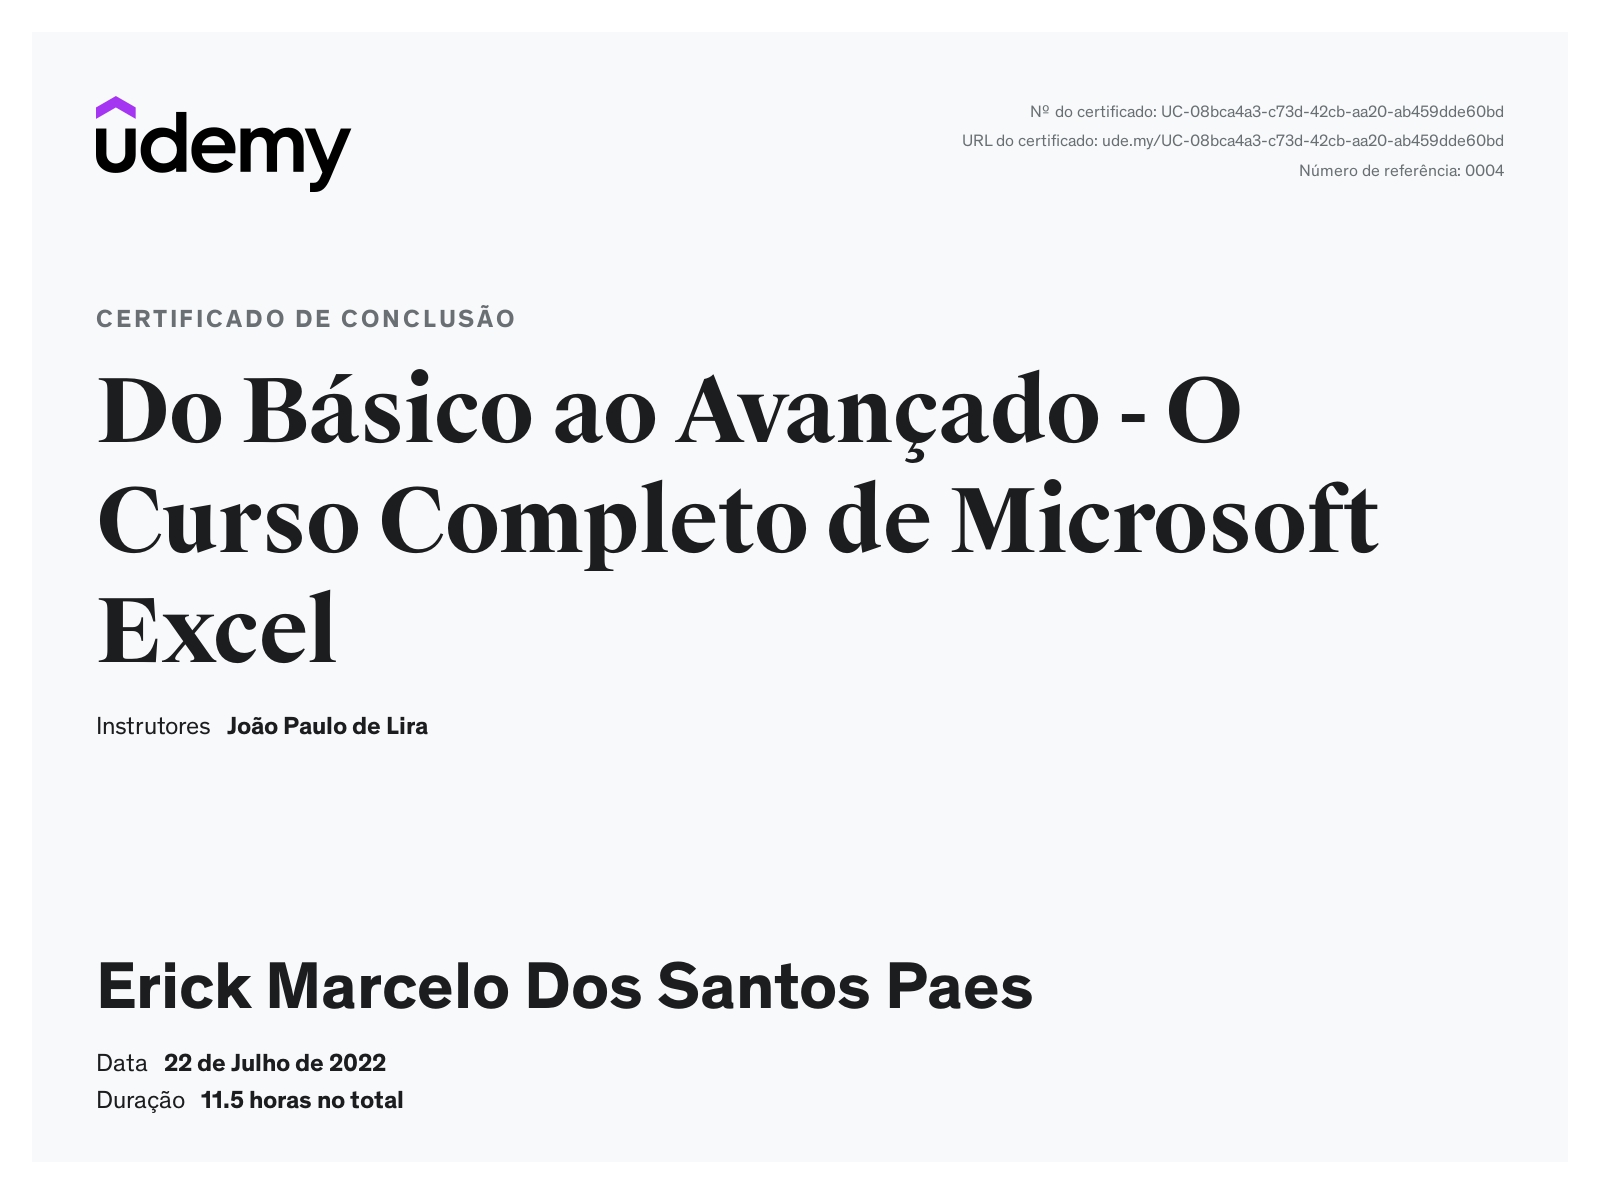 udemy
Nº do certificado: UC-08bca4a3-c73d-42cb-aa20-ab459dde60bd
URL do certificado: ude.my/UC-08bca4a3-c73d-42cb-aa20-ab459dde60bd
Número de referência: 0004
CERTIFICADO DE CONCLUSÃO
Do Básico ao Avançado - O
Curso Completo de Microsoft
Excel
Instrutores João Paulo de Lira
Erick Marcelo Dos Santos Paes
Data 22 de Julho de 2022
Duração 11.5 horas no total